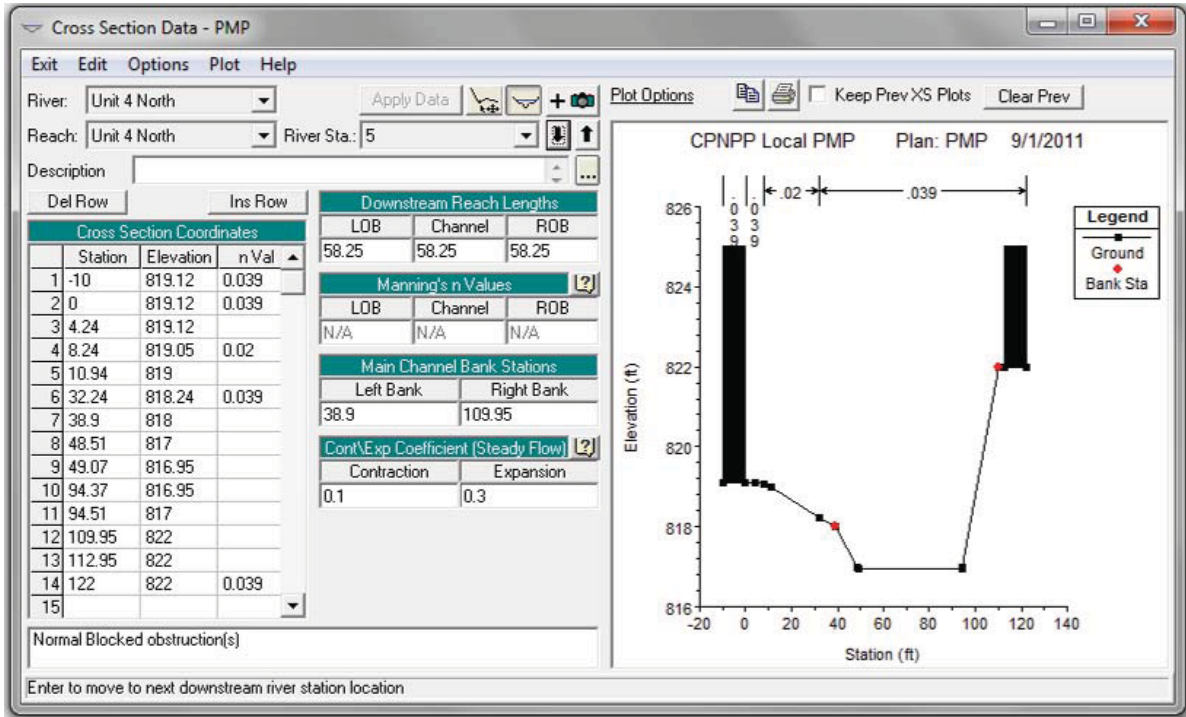 Cross Section Data - PMP
Exit Edit Options Plot Help
River: Unit 4 North Apply Data Plot Options Keep Prev XS Plots Clear Prev
Reach: Unit 4 North River Sta.: 5
Description ...
Del Row Ins Row
Cross Section Coordinates
Station Elevation n Val
1 -10 819.12 0.039
2 0 819.12 0.039
3 4.24 819.12
4 8.24 819.05 0.02
5 10.94 819
6 32.24 818.24 0.039
7 38.9 818
8 48.51 817
9 49.07 816.95
10 94.37 816.95
11 94.51 817
12 109.95 822
13 112.95 822
14 122 822 0.039
15
Downstream Reach Lengths
LOB Channel ROB
58.25 58.25 58.25
Manning's n Values
LOB Channel ROB
N/A N/A N/A
Main Channel Bank Stations
Left Bank Right Bank
38.9 109.95
Cont\Exp Coefficient (Steady Flow)
Contraction Expansion
0.1 0.3
Normal Blocked obstruction(s)
Enter to move to next downstream river station location
CPNPP Local PMP Plan: PMP 9/1/2011
.039
.039
.02
.039
Legend
Ground
Bank Sta
Elevation (ft)
826
824
822
820
818
816
-20 0 20 40 60 80 100 120 140
Station (ft)